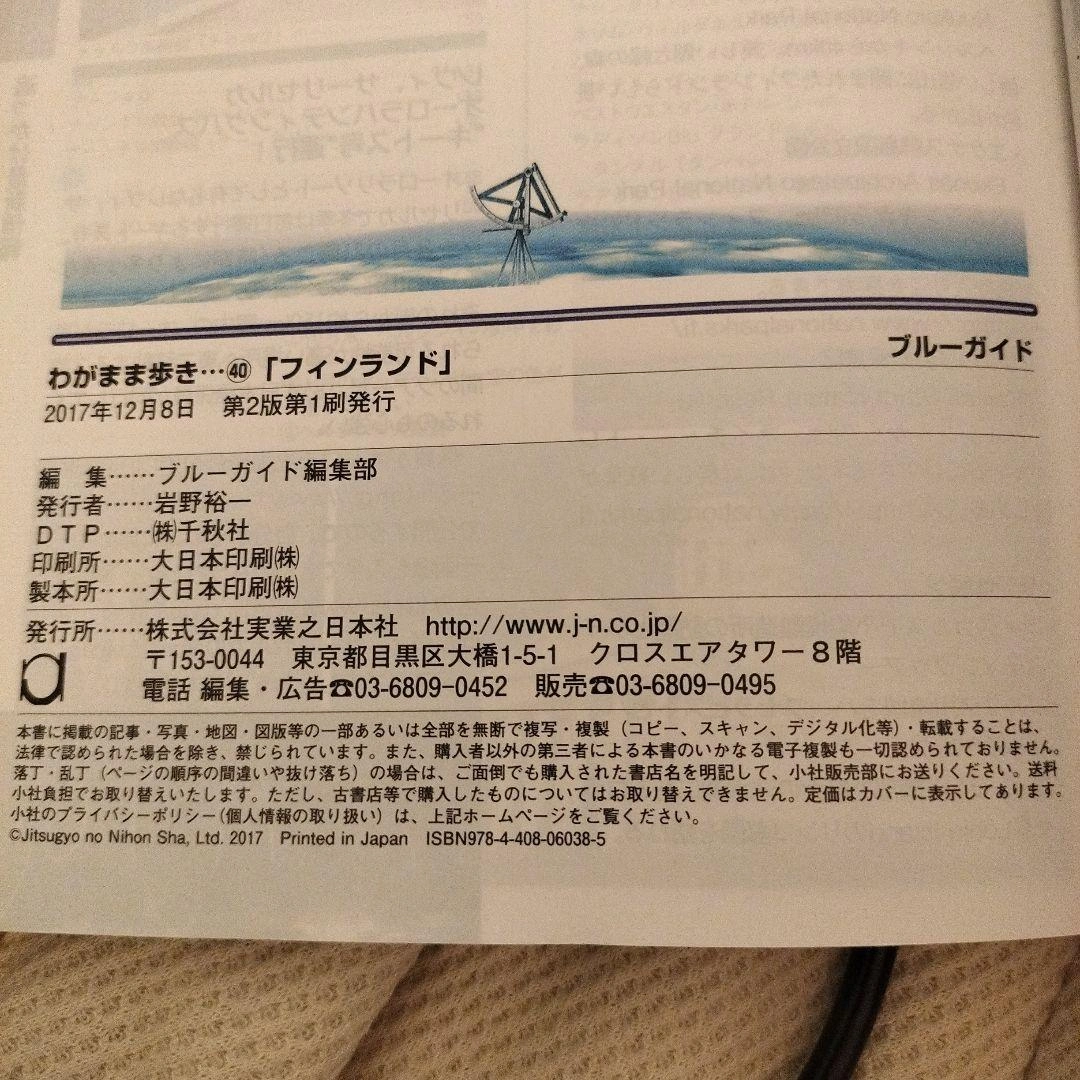 わがまま歩き…㊵「フィンランド」 ブルーガイド
2017年12月8日 第2版第1刷発行
編 集……ブルーガイド編集部
発行者……岩野裕一
DTP……㈱千秋社
印刷所……大日本印刷㈱
製本所……大日本印刷㈱
発行所……株式会社実業之日本社 http://www.j-n.co.jp/
〒153-0044 東京都目黒区大橋1-5-1 クロスエアタワー8階
電話 編集・広告☎03-6809-0452 販売☎03-6809-0495
本書に掲載の記事・写真・地図・図版等の一部あるいは全部を無断で複写・複製（コピー、スキャン、デジタル化等）・転載することは、
法律で認められた場合を除き、禁じられています。また、購入者以外の第三者による本書のいかなる電子複製も一切認められておりません。
落丁・乱丁（ページの順序の間違いや抜け落ち）の場合は、ご面倒でも購入された書店名を明記して、小社販売部にお送りください。送料
小社負担でお取り替えいたします。ただし、古書店等で購入したものについてはお取り替えできません。定価はカバーに表示してあります。
小社のプライバシーポリシー（個人情報の取り扱い）は、上記ホームページをご覧ください。
©Jitsugyo no Nihon Sha, Ltd. 2017 Printed in Japan ISBN978-4-408-06038-5